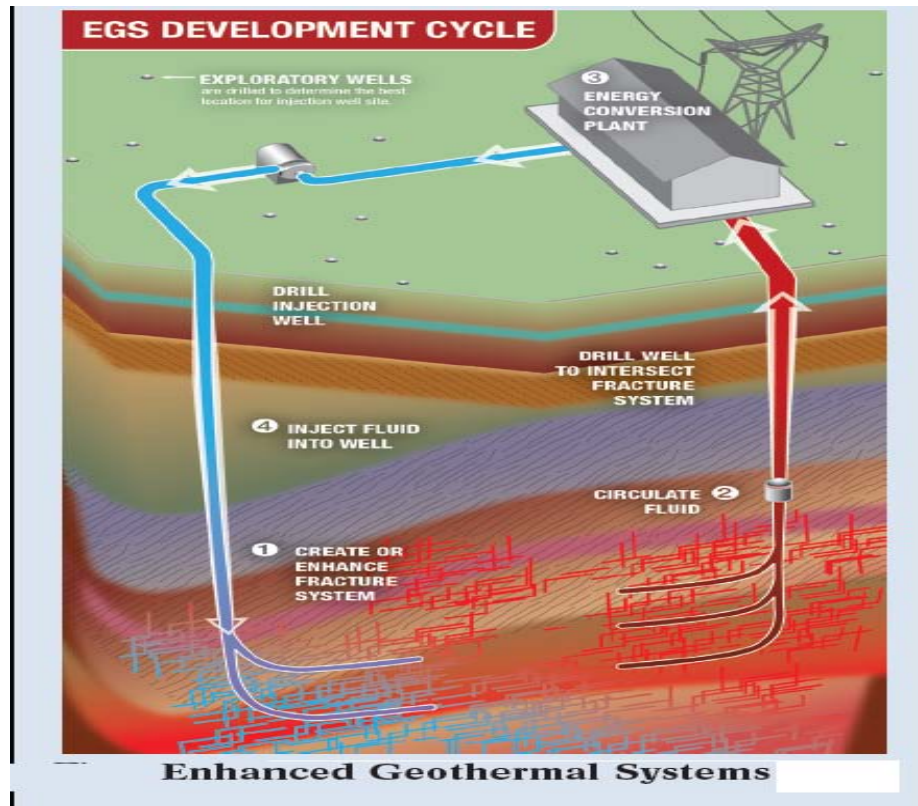 EGS DEVELOPMENT CYCLE
EXPLORATORY WELLS
are drilled to determine the best
location for injection well site.
3
ENERGY
CONVERSION
PLANT
DRILL
INJECTION
WELL
DRILL WELL
TO INTERSECT
FRACTURE
SYSTEM
4 INJECT FLUID
INTO WELL
CIRCULATE 2
FLUID
1 CREATE OR
ENHANCE
FRACTURE
SYSTEM
Enhanced Geothermal Systems